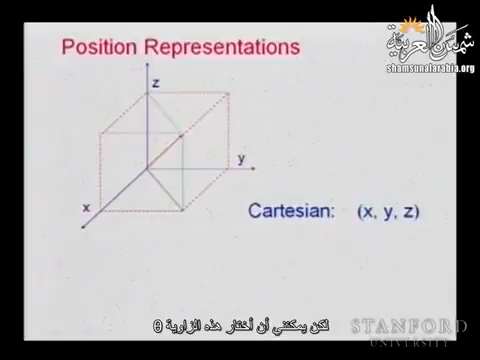 شمس العربية
shamsunalarabia.org
Position Representations
z
y
x
Cartesian: (x, y, z)
لكن يمكنني أن أختار هذه الزاوية θ
STANFORD
UNIVERSITY